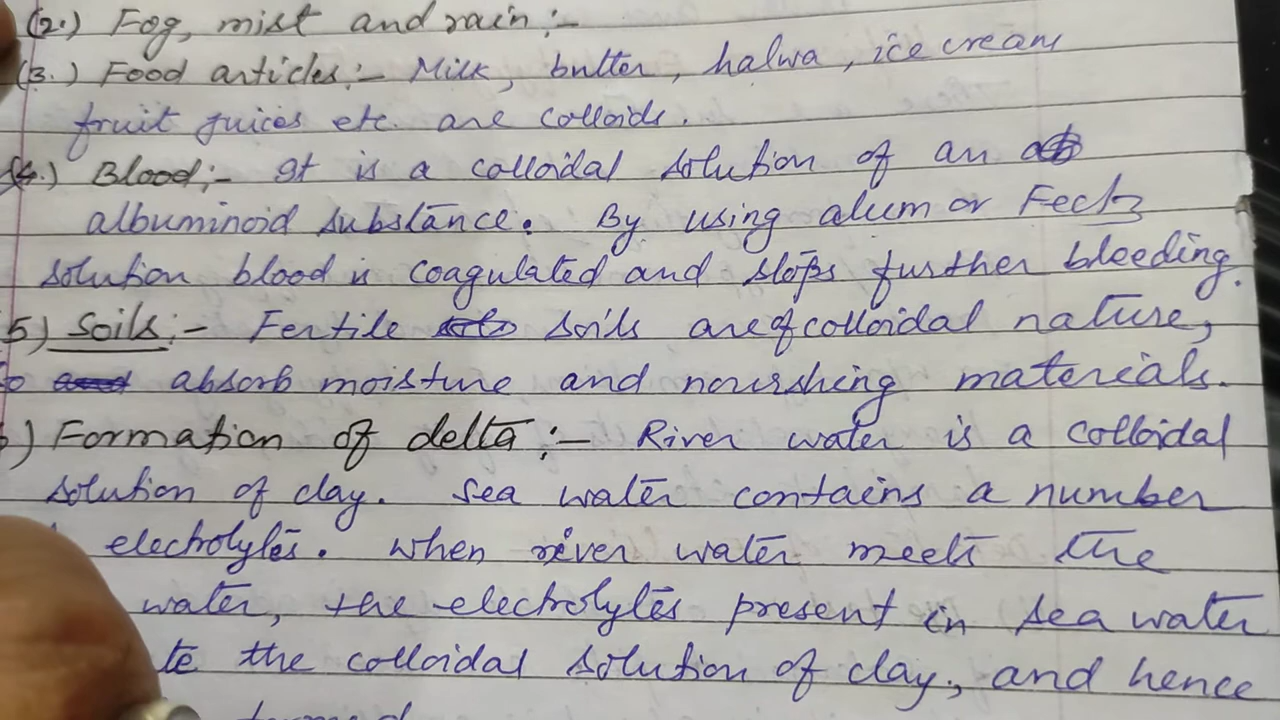 (2.) Fog, mist and rain :-
(3.) Food articles :- Milk, butter, halwa, ice cream
fruit juices etc. are colloids.
(4.) Blood :- It is a colloidal solution of an
albuminoid substance. By using alum or FeCl3
solution blood is coagulated and stops further bleeding.
5) Soils :- Fertile soils are of colloidal nature,
so absorb moisture and nourshing materials.
) Formation of delta :- River water is a colloidal
solution of clay. Sea water contains a number
electrolytes. When river water meets the
water, the electrolytes present in sea water
te the colloidal solution of clay, and hence
formed